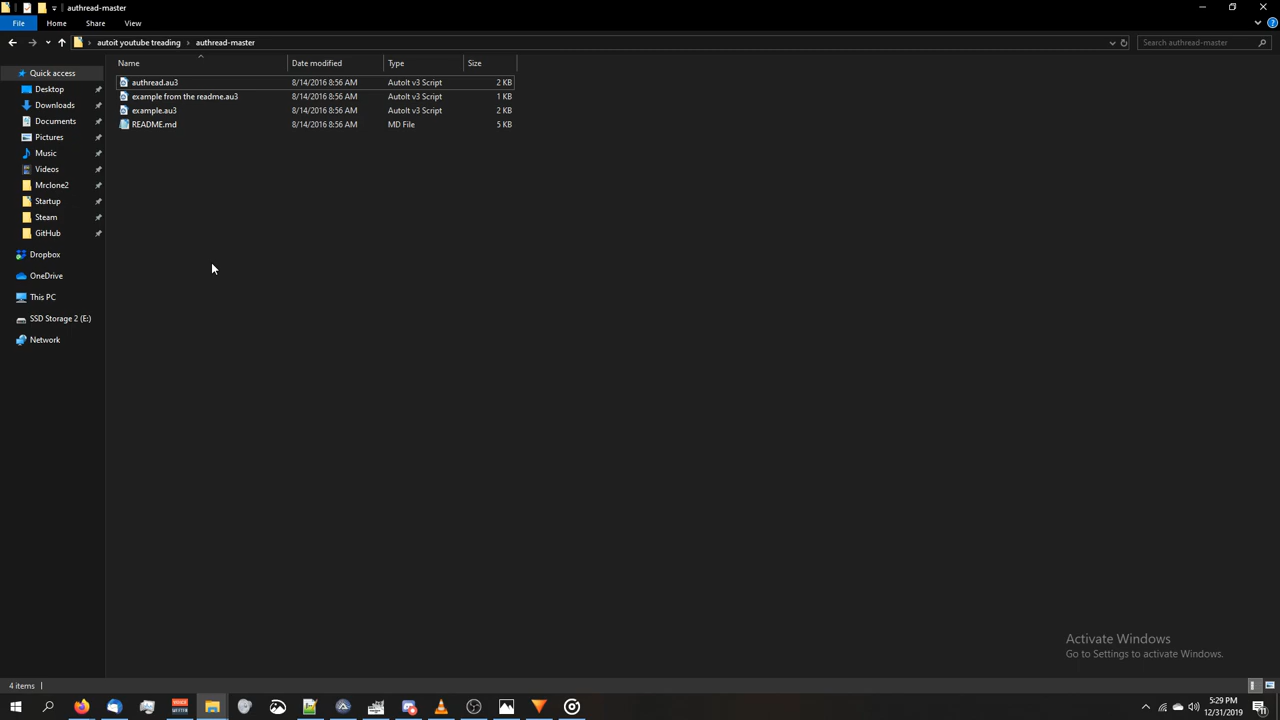 authread-master
File Home Share View
autoit youtube treading authread-master Search authread-master
Name Date modified Type Size
Quick access
Desktop
Downloads
Documents
Pictures
Music
Videos
Mrclone2
Startup
Steam
GitHub
Dropbox
OneDrive
This PC
SSD Storage 2 (E:)
Network
authread.au3 8/14/2016 8:56 AM AutoIt v3 Script 2 KB
example from the readme.au3 8/14/2016 8:56 AM AutoIt v3 Script 1 KB
example.au3 8/14/2016 8:56 AM AutoIt v3 Script 2 KB
README.md 8/14/2016 8:56 AM MD File 5 KB
Activate Windows
Go to Settings to activate Windows.
4 items
5:29 PM
12/31/2019